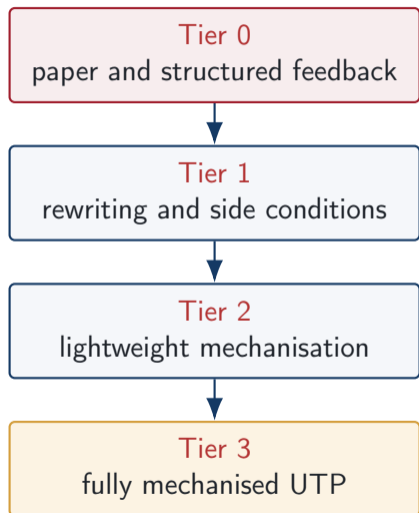 Tier 0
paper and structured feedback
Tier 1
rewriting and side conditions
Tier 2
lightweight mechanisation
Tier 3
fully mechanised UTP